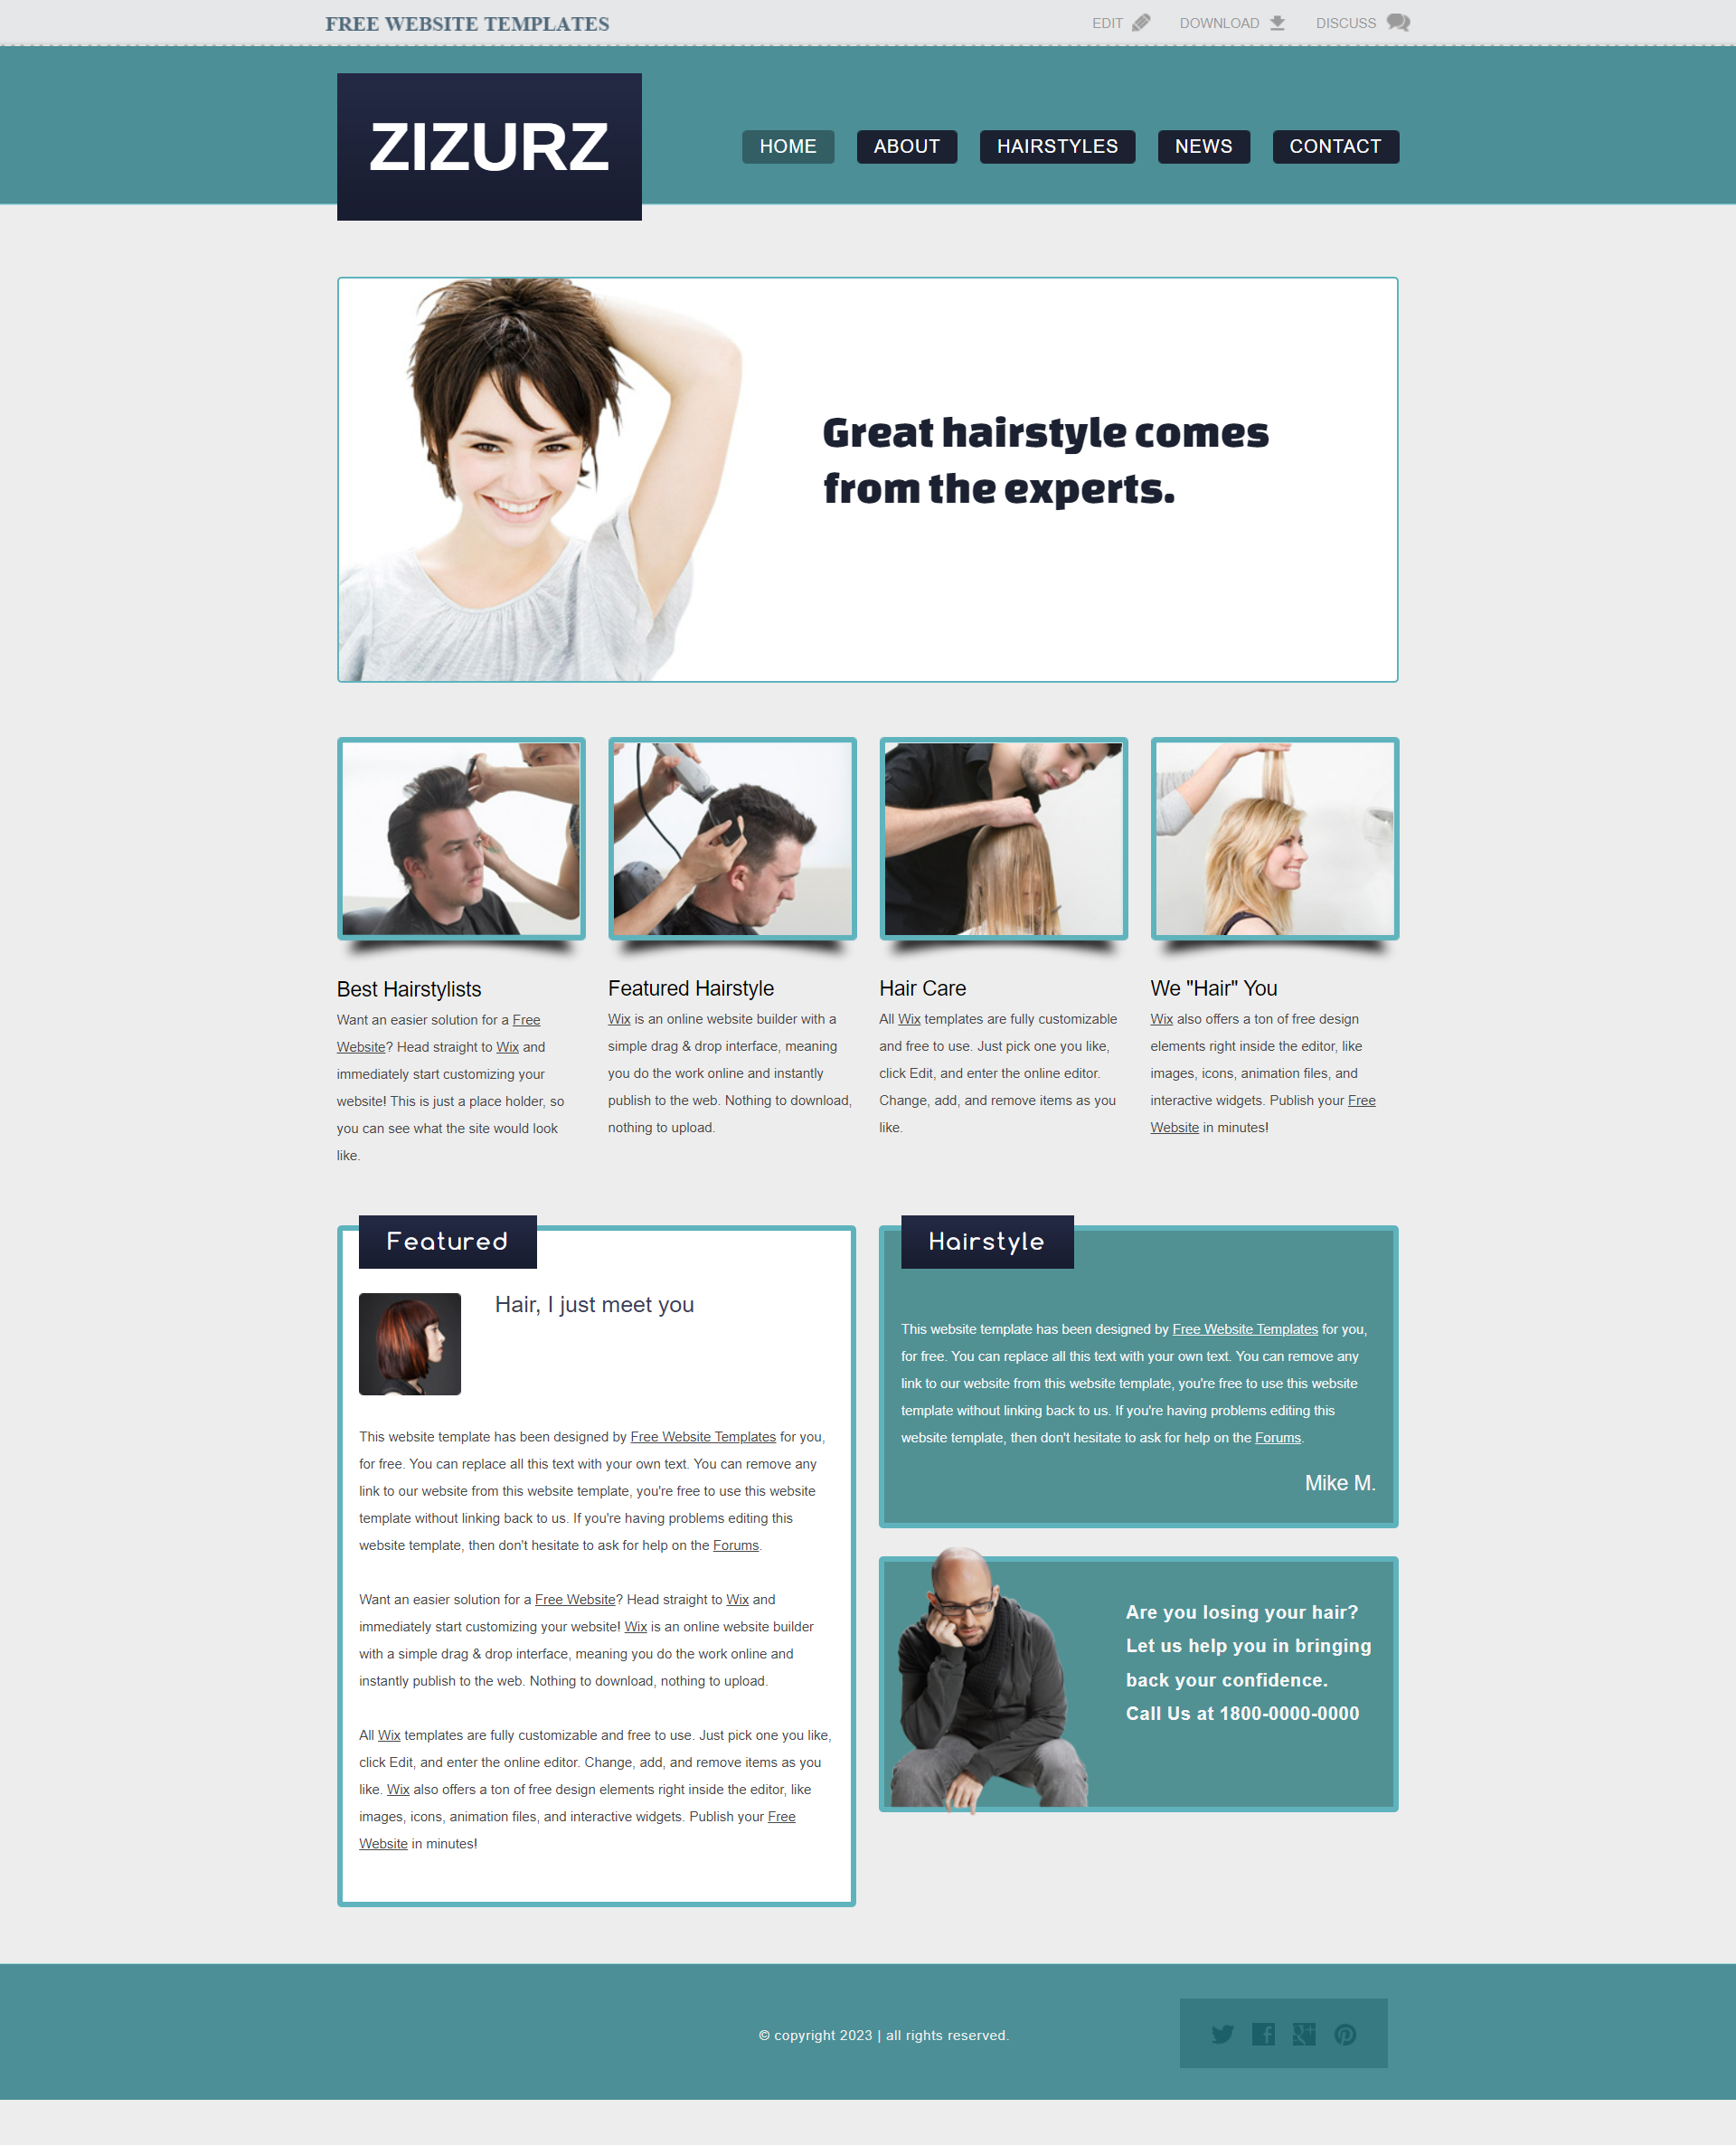 FREE WEBSITE TEMPLATES
EDIT
DOWNLOAD
DISCUSS
ZIZURZ
HOME
ABOUT
HAIRSTYLES
NEWS
CONTACT
Great hairstyle comes
from the experts.
Best Hairstylists
Want an easier solution for a Free
Website? Head straight to Wix and
immediately start customizing your
website! This is just a place holder, so
you can see what the site would look
like.
Featured Hairstyle
Wix is an online website builder with a
simple drag & drop interface, meaning
you do the work online and instantly
publish to the web. Nothing to download,
nothing to upload.
Hair Care
All Wix templates are fully customizable
and free to use. Just pick one you like,
click Edit, and enter the online editor.
Change, add, and remove items as you
like.
We "Hair" You
Wix also offers a ton of free design
elements right inside the editor, like
images, icons, animation files, and
interactive widgets. Publish your Free
Website in minutes!
Featured
Hair, I just meet you
This website template has been designed by Free Website Templates for you,
for free. You can replace all this text with your own text. You can remove any
link to our website from this website template, you're free to use this website
template without linking back to us. If you're having problems editing this
website template, then don't hesitate to ask for help on the Forums.
Want an easier solution for a Free Website? Head straight to Wix and
immediately start customizing your website! Wix is an online website builder
with a simple drag & drop interface, meaning you do the work online and
instantly publish to the web. Nothing to download, nothing to upload.
All Wix templates are fully customizable and free to use. Just pick one you like,
click Edit, and enter the online editor. Change, add, and remove items as you
like. Wix also offers a ton of free design elements right inside the editor, like
images, icons, animation files, and interactive widgets. Publish your Free
Website in minutes!
Hairstyle
This website template has been designed by Free Website Templates for you,
for free. You can replace all this text with your own text. You can remove any
link to our website from this website template, you're free to use this website
template without linking back to us. If you're having problems editing this
website template, then don't hesitate to ask for help on the Forums.
Mike M.
Are you losing your hair?
Let us help you in bringing
back your confidence.
Call Us at 1800-0000-0000
© copyright 2023 | all rights reserved.